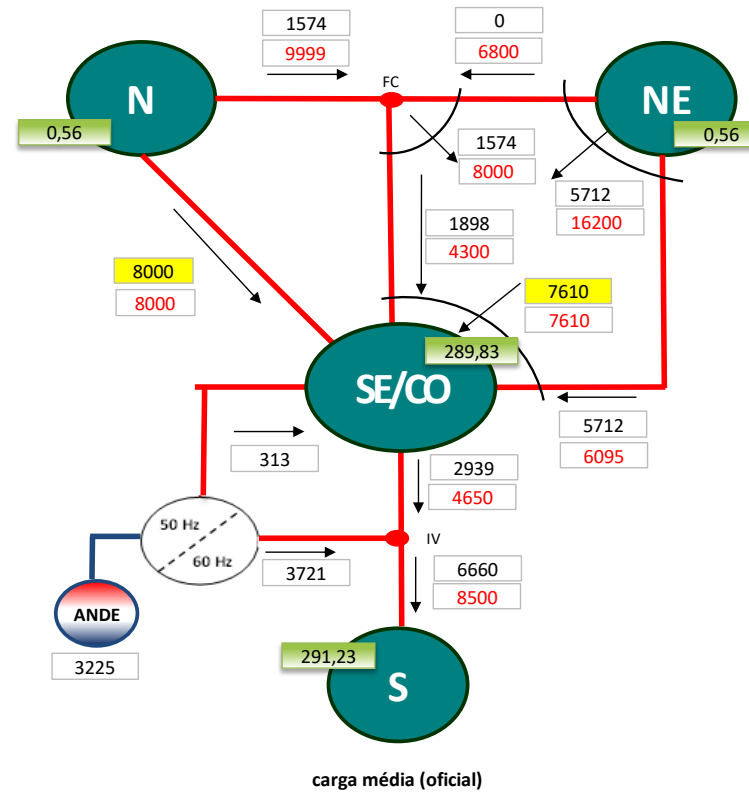 1574
9999
0
6800
FC
N
0,56
NE
0,56
1574
8000
5712
16200
1898
4300
8000
8000
7610
7610
289,83
SE/CO
5712
6095
313
2939
4650
50 Hz
60 Hz
IV
3721
6660
8500
ANDE
3225
291,23
S
carga média (oficial)